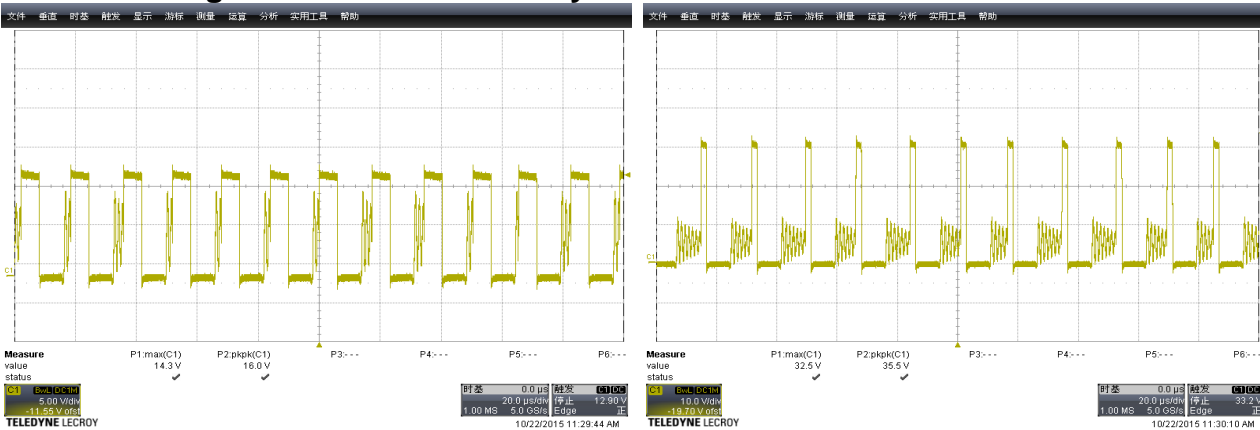 文件 垂直 时基 触发 显示 游标 测量 运算 分析 实用工具 帮助
C1
Measure P1:max(C1) P2:pkpk(C1) P3:- - - P4:- - - P5:- - - P6:- - -
value 14.3 V 16.0 V
status
C1 BwL DC1M
5.00 V/div
-11.55 V ofst
时基 0.0 µs
20.0 µs/div
1.00 MS 5.0 GS/s
触发 C1 DC
停止 12.90 V
Edge 正
TELEDYNE LECROY
10/22/2015 11:29:44 AM
文件 垂直 时基 触发 显示 游标 测量 运算 分析 实用工具 帮助
C1
Measure P1:max(C1) P2:pkpk(C1) P3:- - - P4:- - - P5:- - - P6:- -
value 32.5 V 35.5 V
status
C1 BwL DC1M
10.0 V/div
-19.70 V ofst
时基 0.0 µs
20.0 µs/div
1.00 MS 5.0 GS/s
触发 C1 DC
停止 33.2 V
Edge 正
TELEDYNE LECROY
10/22/2015 11:30:10 AM